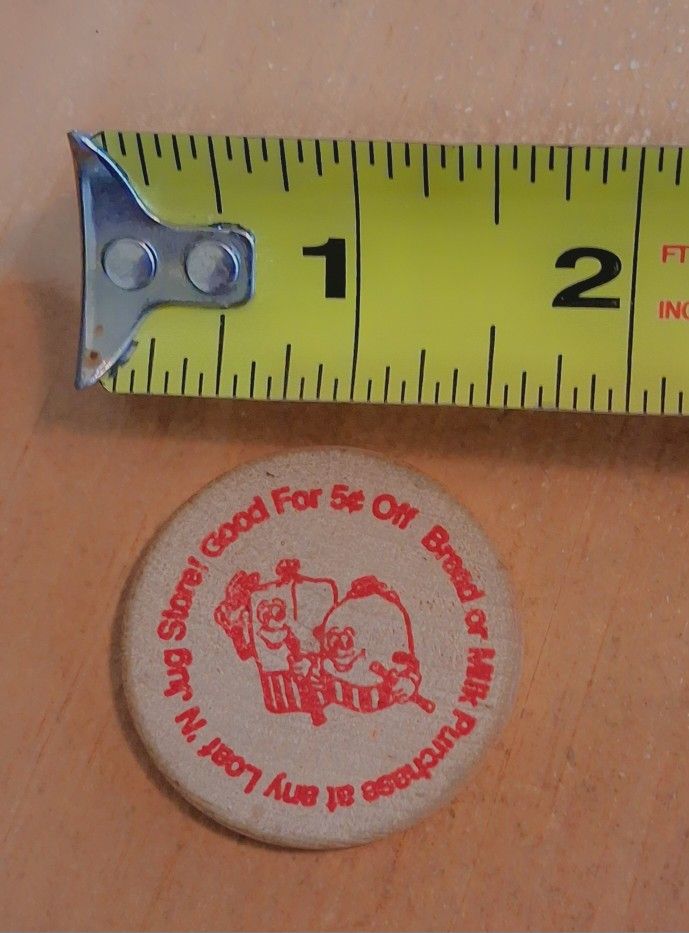 1 2 FT
INC
Good For 5¢ Off Bread or Milk Purchase at any Loaf 'N Jug Store!